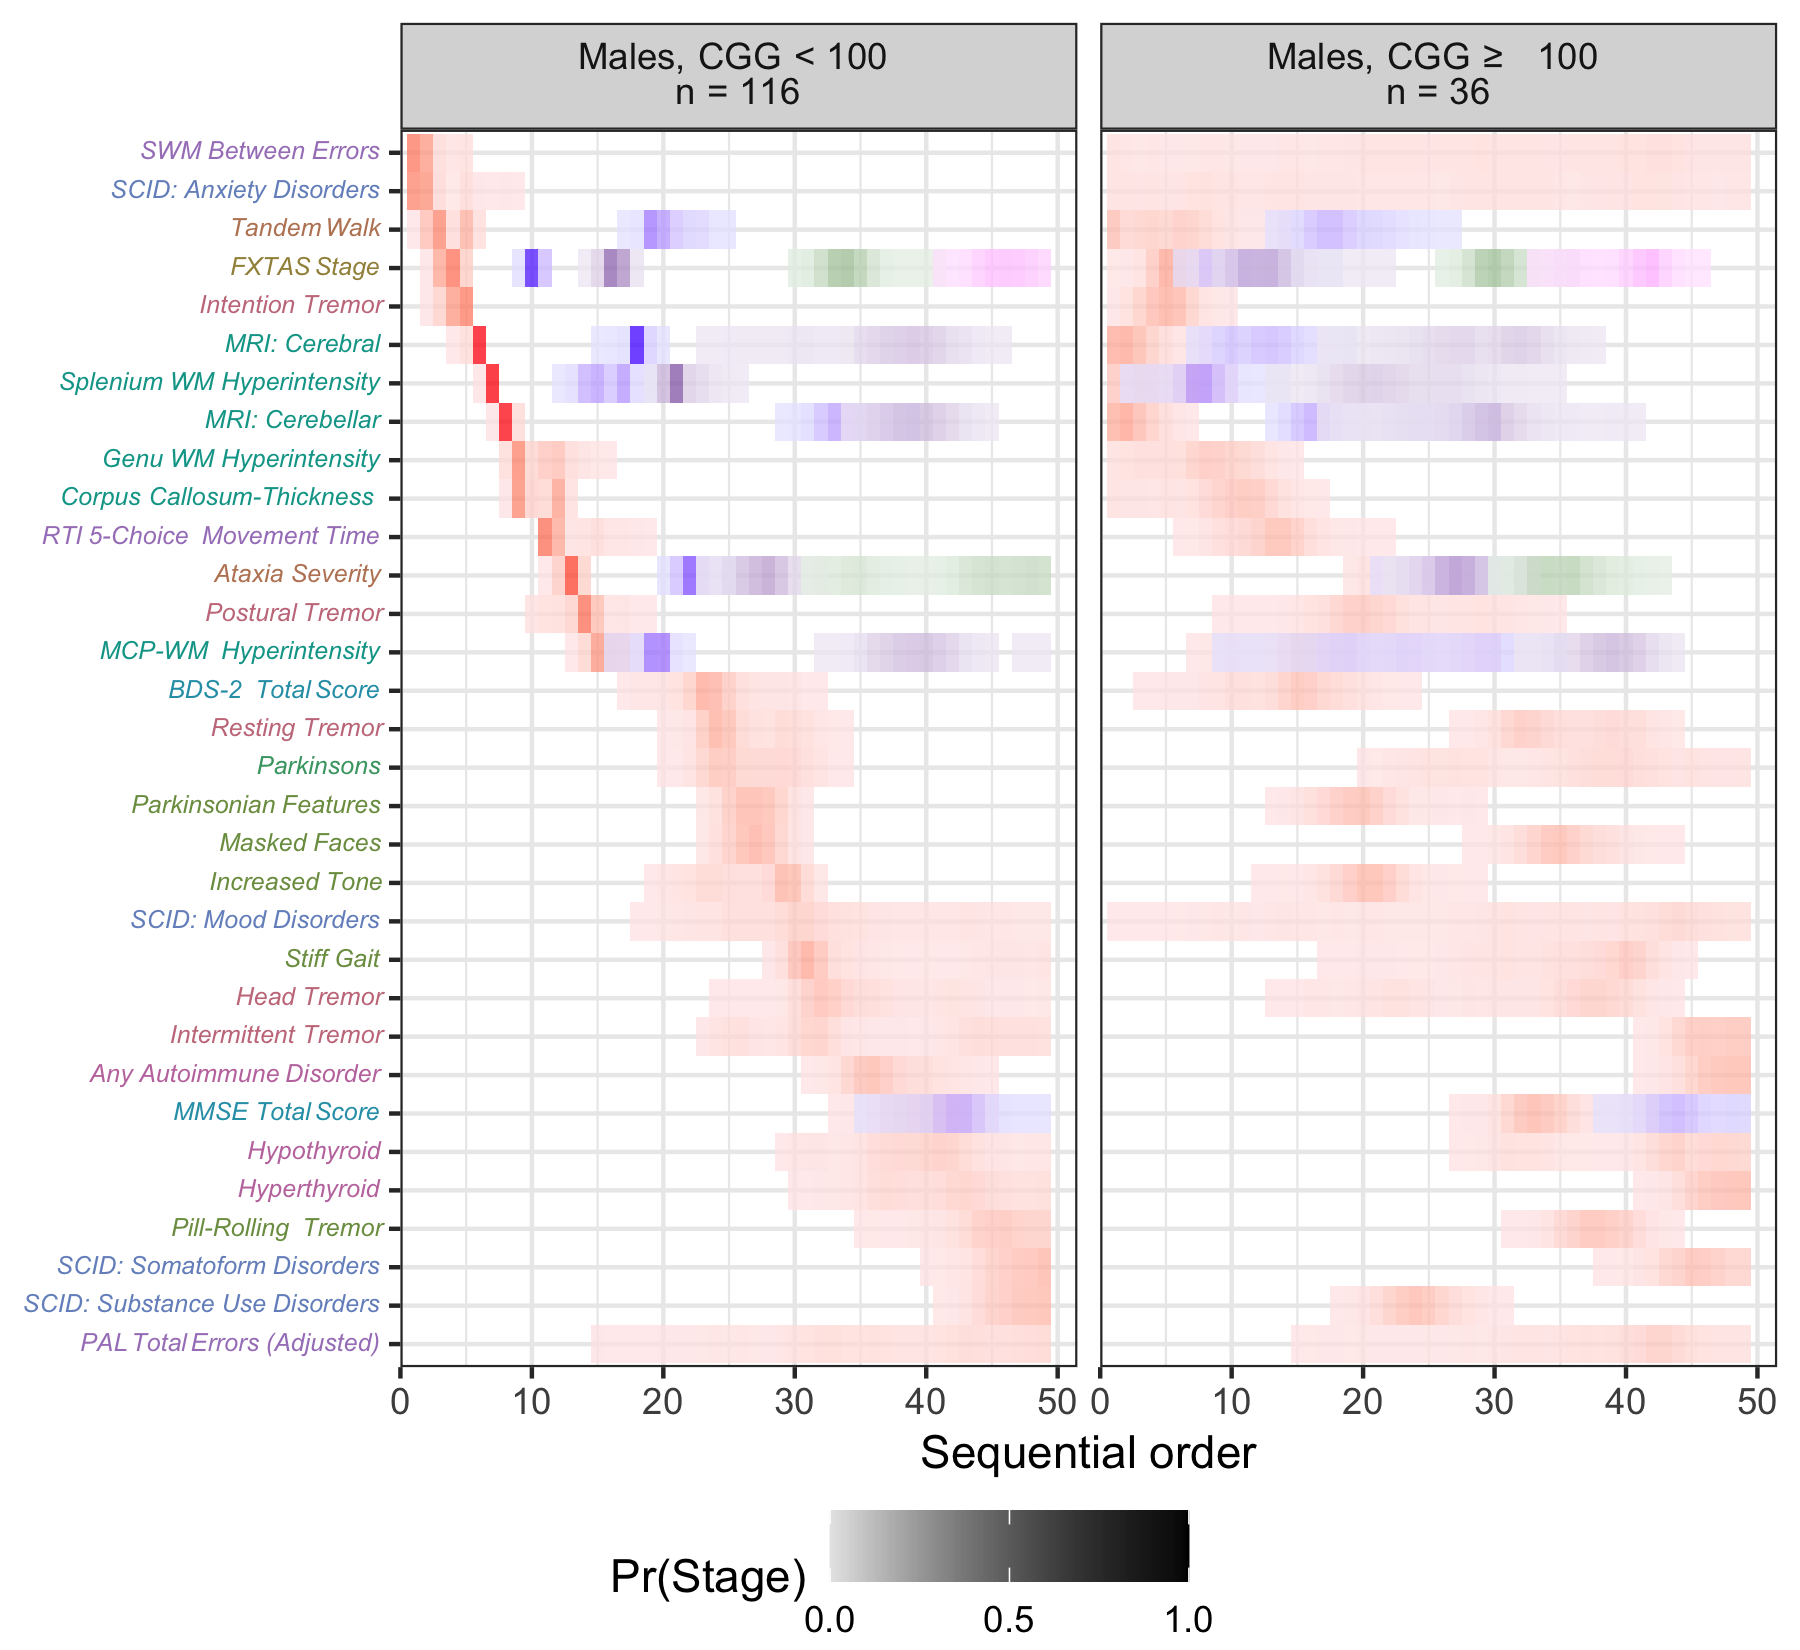 Males, CGG < 100
n = 116
Males, CGG ≥ 100
n = 36
SWM Between Errors
SCID: Anxiety Disorders
Tandem Walk
FXTAS Stage
Intention Tremor
MRI: Cerebral
Splenium WM Hyperintensity
MRI: Cerebellar
Genu WM Hyperintensity
Corpus Callosum-Thickness
RTI 5-Choice Movement Time
Ataxia Severity
Postural Tremor
MCP-WM Hyperintensity
BDS-2 Total Score
Resting Tremor
Parkinsons
Parkinsonian Features
Masked Faces
Increased Tone
SCID: Mood Disorders
Stiff Gait
Head Tremor
Intermittent Tremor
Any Autoimmune Disorder
MMSE Total Score
Hypothyroid
Hyperthyroid
Pill-Rolling Tremor
SCID: Somatoform Disorders
SCID: Substance Use Disorders
PAL Total Errors (Adjusted)
0 10 20 30 40 50 0 10 20 30 40 50
Sequential order
Pr(Stage)
0.0 0.5 1.0